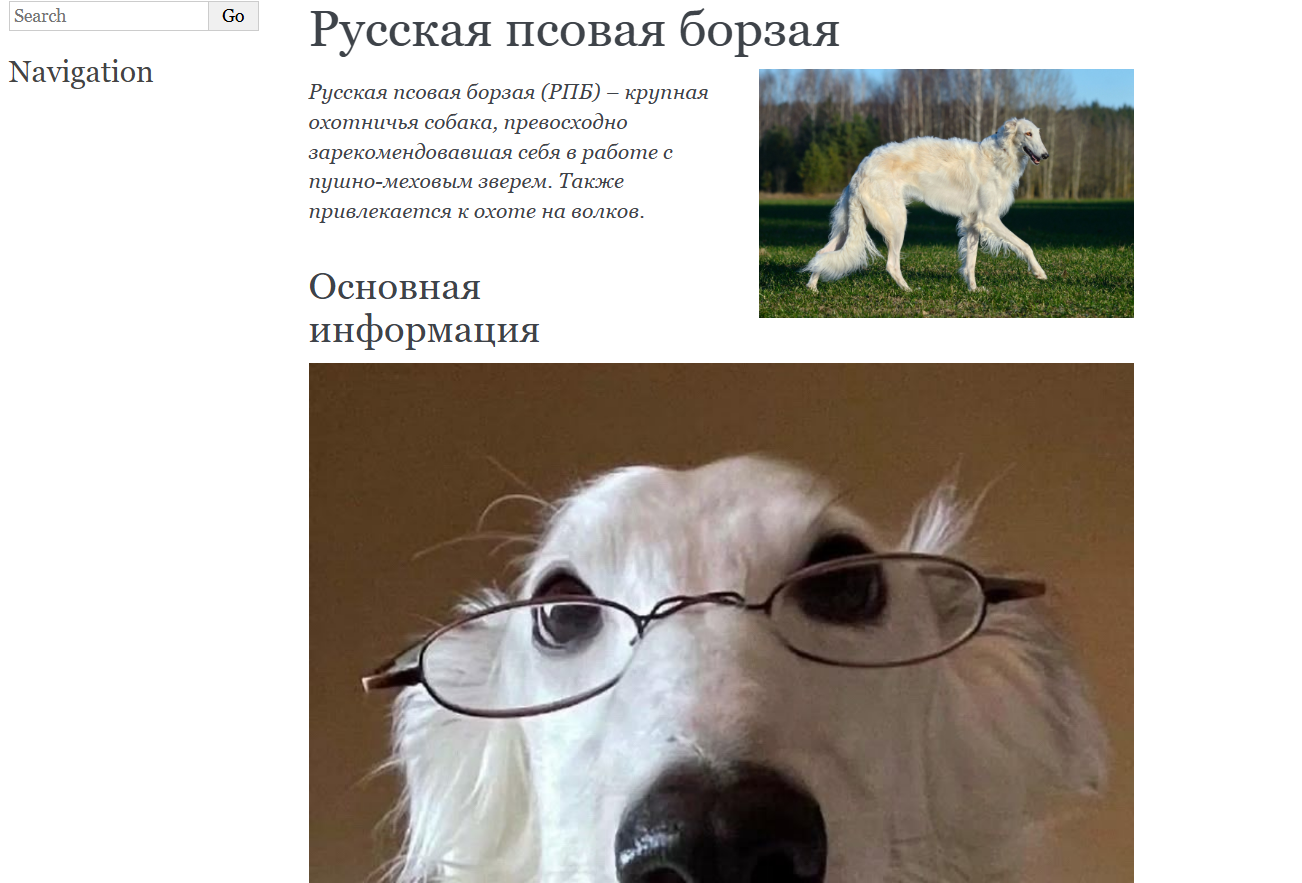 Search
Go
Navigation
Русская псовая борзая
Русская псовая борзая (РПБ) – крупная
охотничья собака, превосходно
зарекомендовавшая себя в работе с
пушно-меховым зверем. Также
привлекается к охоте на волков.
Основная
информация